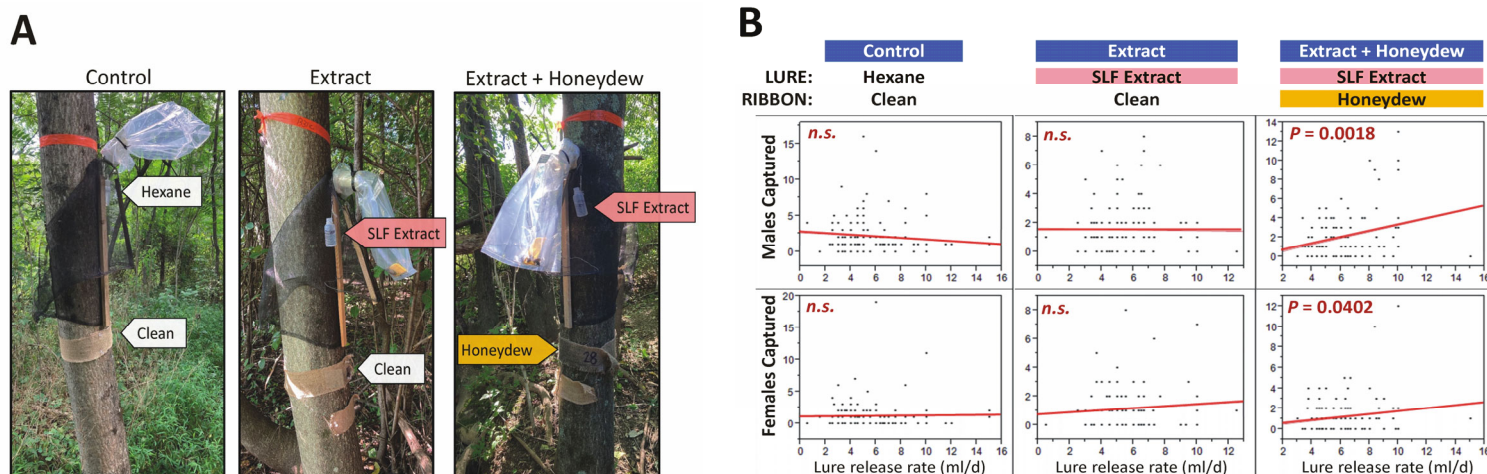 A
Control
Extract
Extract + Honeydew
Hexane
Clean
SLF Extract
Clean
SLF Extract
Honeydew
28
B
Control
Extract
Extract + Honeydew
LURE:
Hexane
SLF Extract
SLF Extract
RIBBON:
Clean
Clean
Honeydew
Males Captured
n.s.
15
10
5
0
0 2 4 6 8 10 12 14 16
n.s.
8
6
4
2
0
0 2 4 6 8 10 12
P = 0.0018
14
12
10
8
6
4
2
0
2 4 6 8 10 12 14 16
Females Captured
n.s.
20
15
10
5
0
0 2 4 6 8 10 12 14 16
Lure release rate (ml/d)
n.s.
8
6
4
2
0
0 2 4 6 8 10 12
Lure release rate (ml/d)
P = 0.0402
12
10
8
6
4
2
0
2 4 6 8 10 12 14 16
Lure release rate (ml/d)